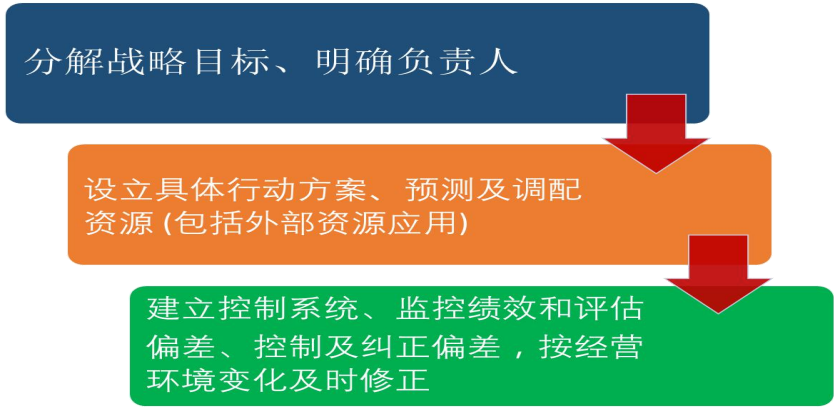 分解战略目标、明确负责人
设立具体行动方案、预测及调配
资源(包括外部资源应用)
建立控制系统、监控绩效和评估
偏差、控制及纠正偏差，按经营
环境变化及时修正